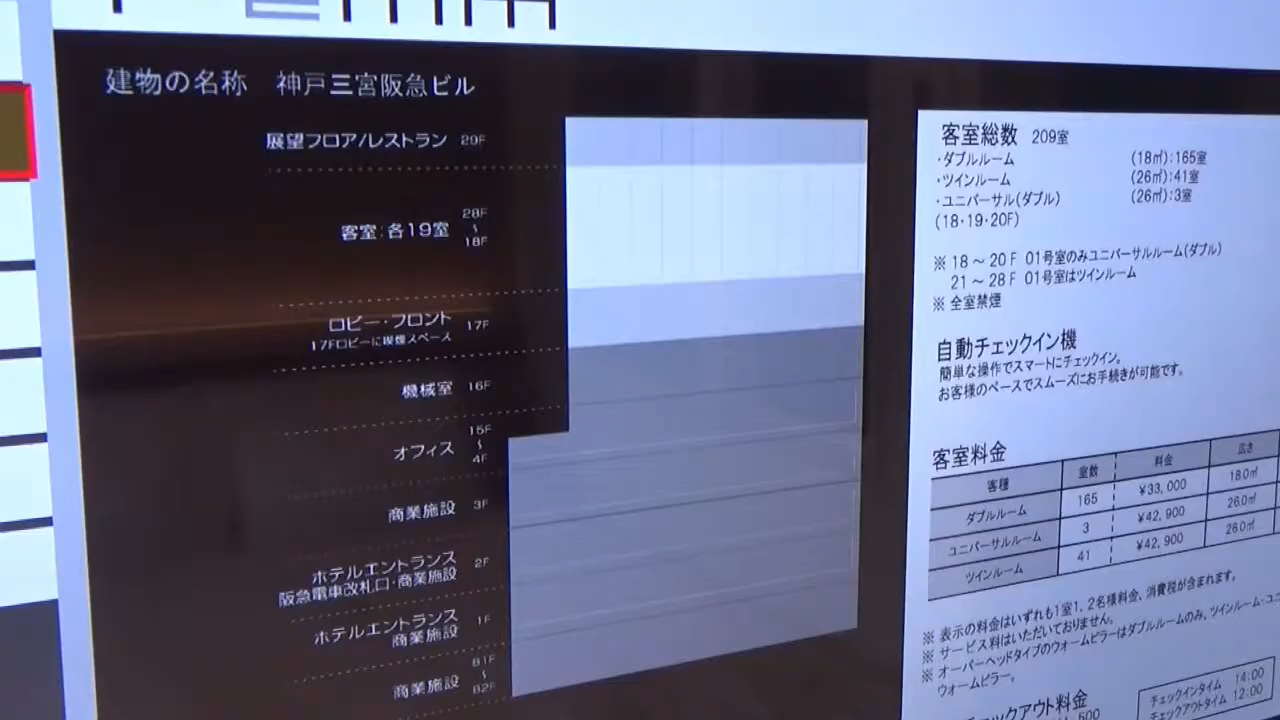 建物の名称　神戸三宮阪急ビル
展望フロア/レストラン 29F
客室：各19室 28F 〜 18F
ロビー・フロント 17F
17Fロビーに喫煙スペース
機械室 16F
オフィス 15F 〜 4F
商業施設 3F
ホテルエントランス 2F
阪急電車改札口・商業施設
ホテルエントランス 1F
商業施設
商業施設 B1F 〜 B2F
客室総数 209室
・ダブルルーム (18㎡)：165室
・ツインルーム (26㎡)：41室
・ユニバーサル(ダブル) (26㎡)：3室
(18・19・20F)
※ 18 〜 20 F 01号室のみユニバーサルルーム(ダブル)
21 〜 28 F 01号室はツインルーム
※ 全室禁煙
自動チェックイン機
簡単な操作でスマートにチェックイン。
お客様のペースでスムーズにお手続きが可能です。
客室料金
客種 室数 料金 広さ
ダブルルーム 165 ¥33,000 18.0㎡
ユニバーサルルーム 3 ¥42,900 26.0㎡
ツインルーム 41 ¥42,900 26.0㎡
※ 表示の料金はいずれも1室1、2名様料金、消費税が含まれます。
※ サービス料はいただいておりません。
※ オーバーヘッドタイプのウォームピラーはダブルルームのみ、ツインルーム・ユニ
ウォームピラー。
ックアウト料金
500
チェックインタイム 14:00
チェックアウトタイム 12:00